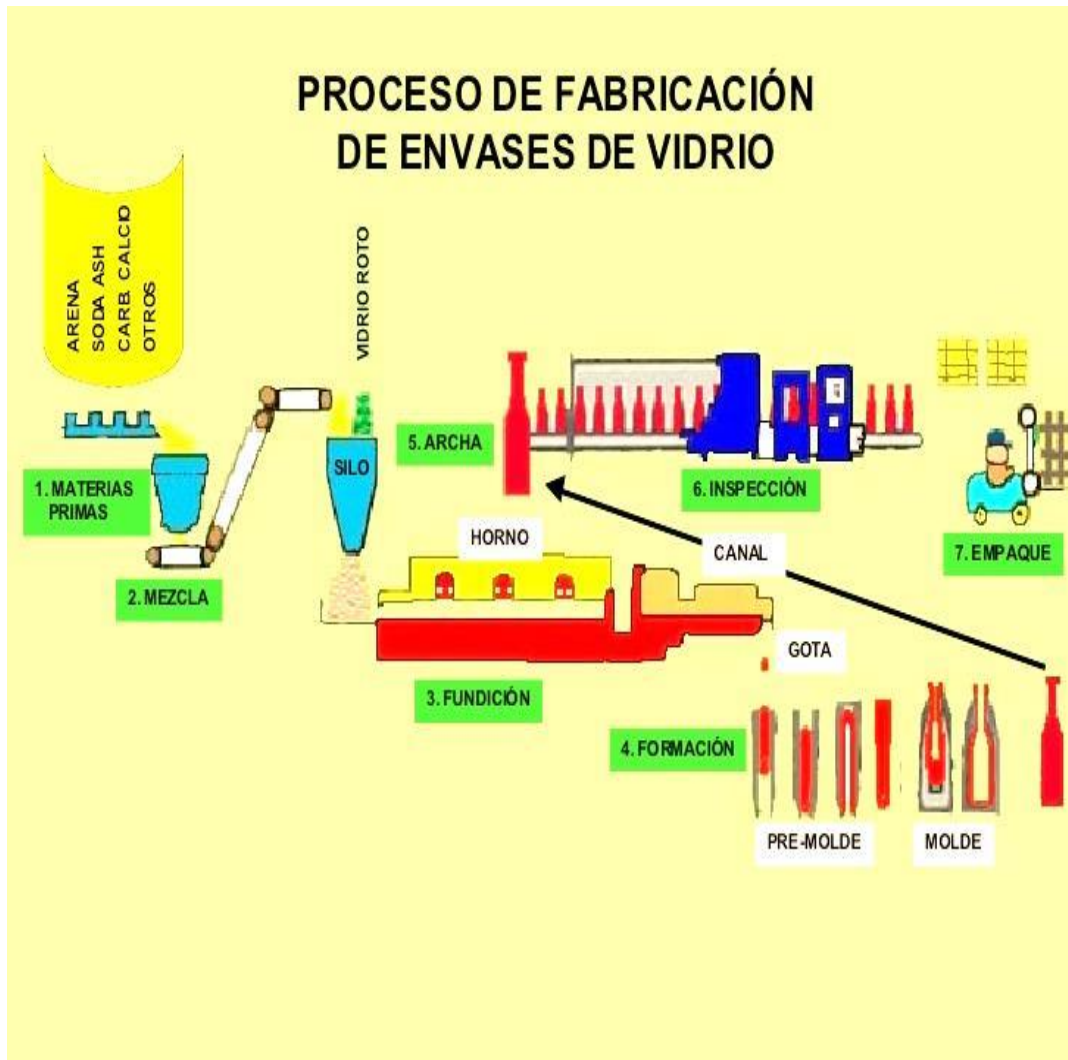 PROCESO DE FABRICACIÓN
DE ENVASES DE VIDRIO
ARENA
SODA ASH
CARB. CALCIO
OTROS
VIDRIO ROTO
1. MATERIAS
PRIMAS
2. MEZCLA
SILO
5. ARCHA
6. INSPECCIÓN
7. EMPAQUE
HORNO
CANAL
3. FUNDICIÓN
GOTA
4. FORMACIÓN
PRE-MOLDE
MOLDE